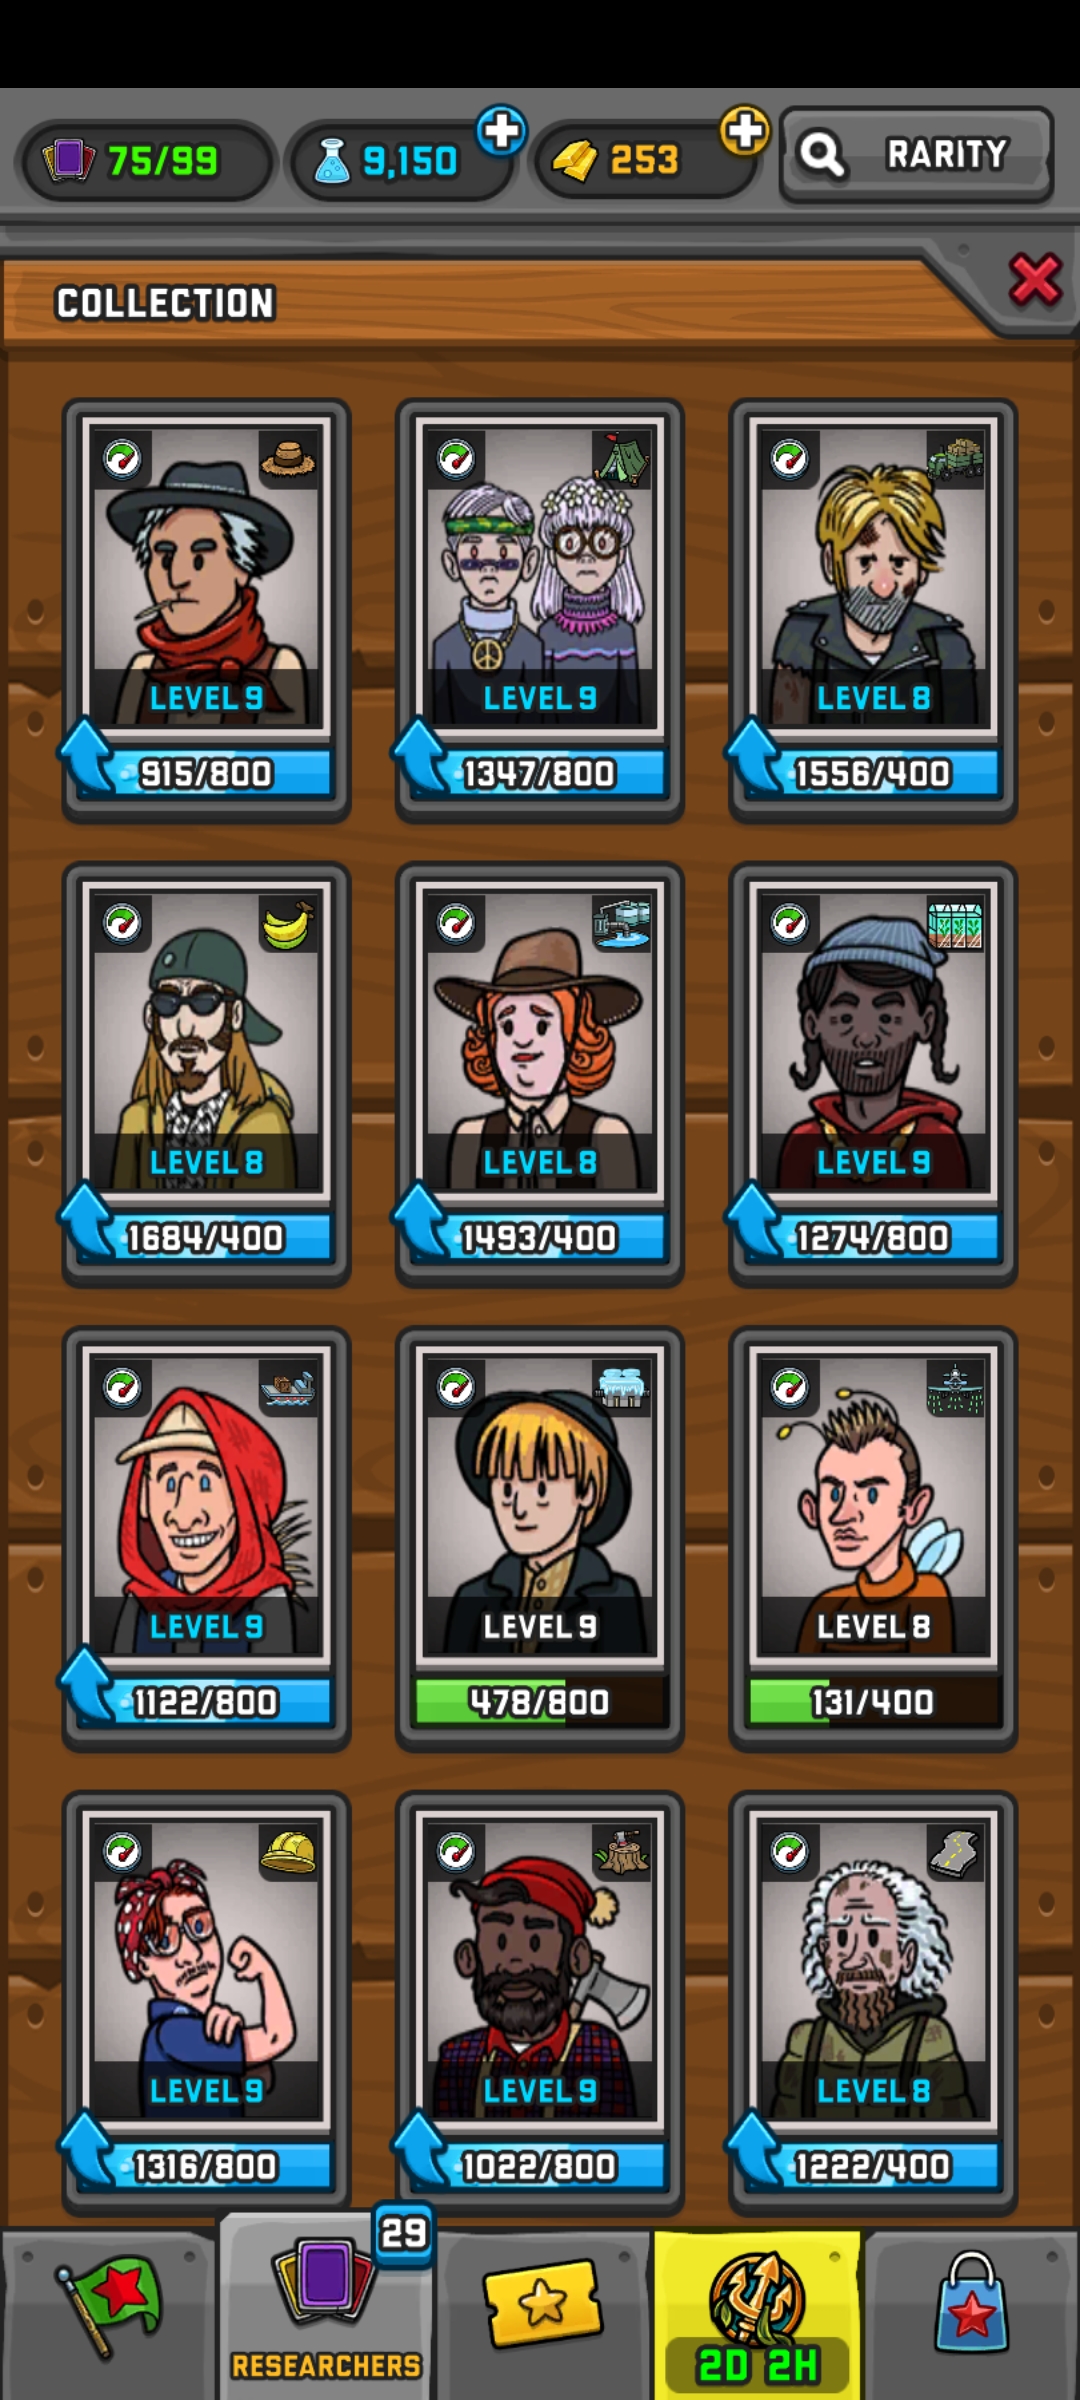 75/99 9,150 253 RARITY
COLLECTION
LEVEL 9 LEVEL 9 LEVEL 8
915/800 1347/800 1556/400
LEVEL 8 LEVEL 8 LEVEL 9
1684/400 1493/400 1274/800
LEVEL 9 LEVEL 9 LEVEL 8
1122/800 478/800 131/400
LEVEL 9 LEVEL 9 LEVEL 8
1316/800 1022/800 1222/400
29
RESEARCHERS 2D 2H